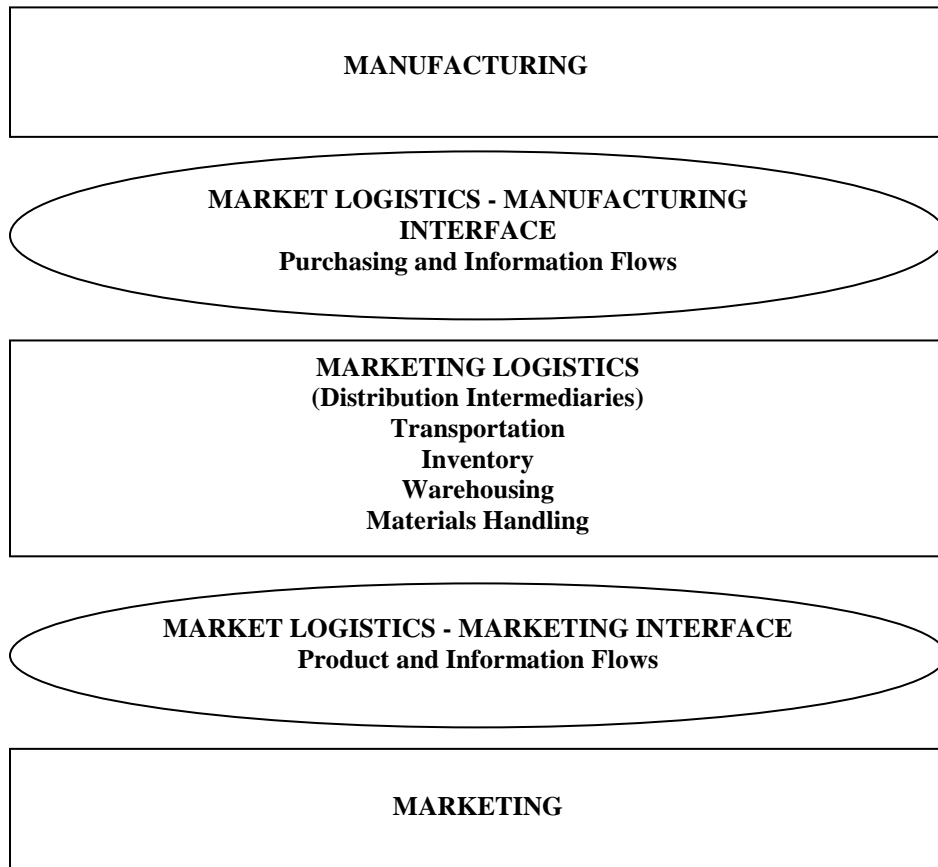 MANUFACTURING
MARKET LOGISTICS - MANUFACTURING
INTERFACE
Purchasing and Information Flows
MARKETING LOGISTICS
(Distribution Intermediaries)
Transportation
Inventory
Warehousing
Materials Handling
MARKET LOGISTICS - MARKETING INTERFACE
Product and Information Flows
MARKETING